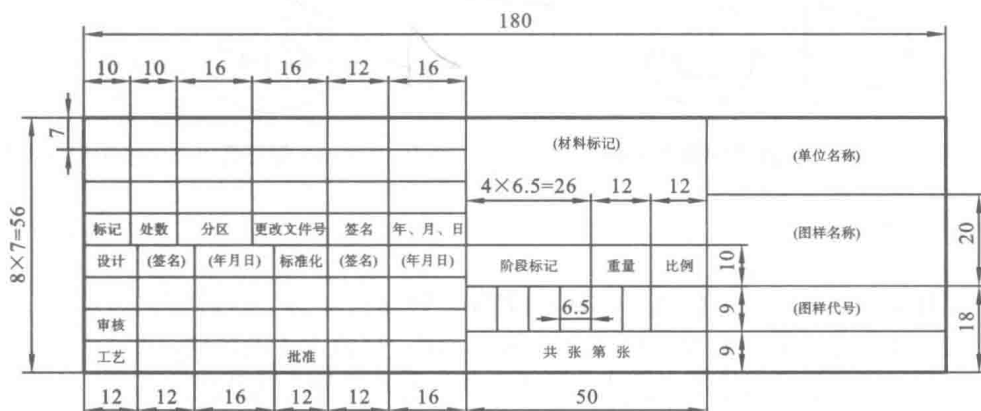 180
10 10 16 16 12 16
7
(材料标记)
(单位名称)
4×6.5=26 12 12
8×7=56
标记 处数 分区 更改文件号 签名 年、月、日
(图样名称)
20
设计 (签名) (年月日) 标准化 (签名) (年月日)
阶段标记 重量 比例
10
6.5
9
(图样代号)
18
审核
工艺 批准
共 张 第 张
9
12 12 16 12 12 16 50